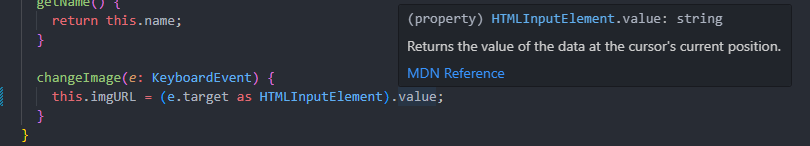 getName() {
return this.name;
}
changeImage(e: KeyboardEvent) {
this.imgURL = (e.target as HTMLInputElement).value;
}
}
(property) HTMLInputElement.value: string
Returns the value of the data at the cursor's current position.
MDN Reference